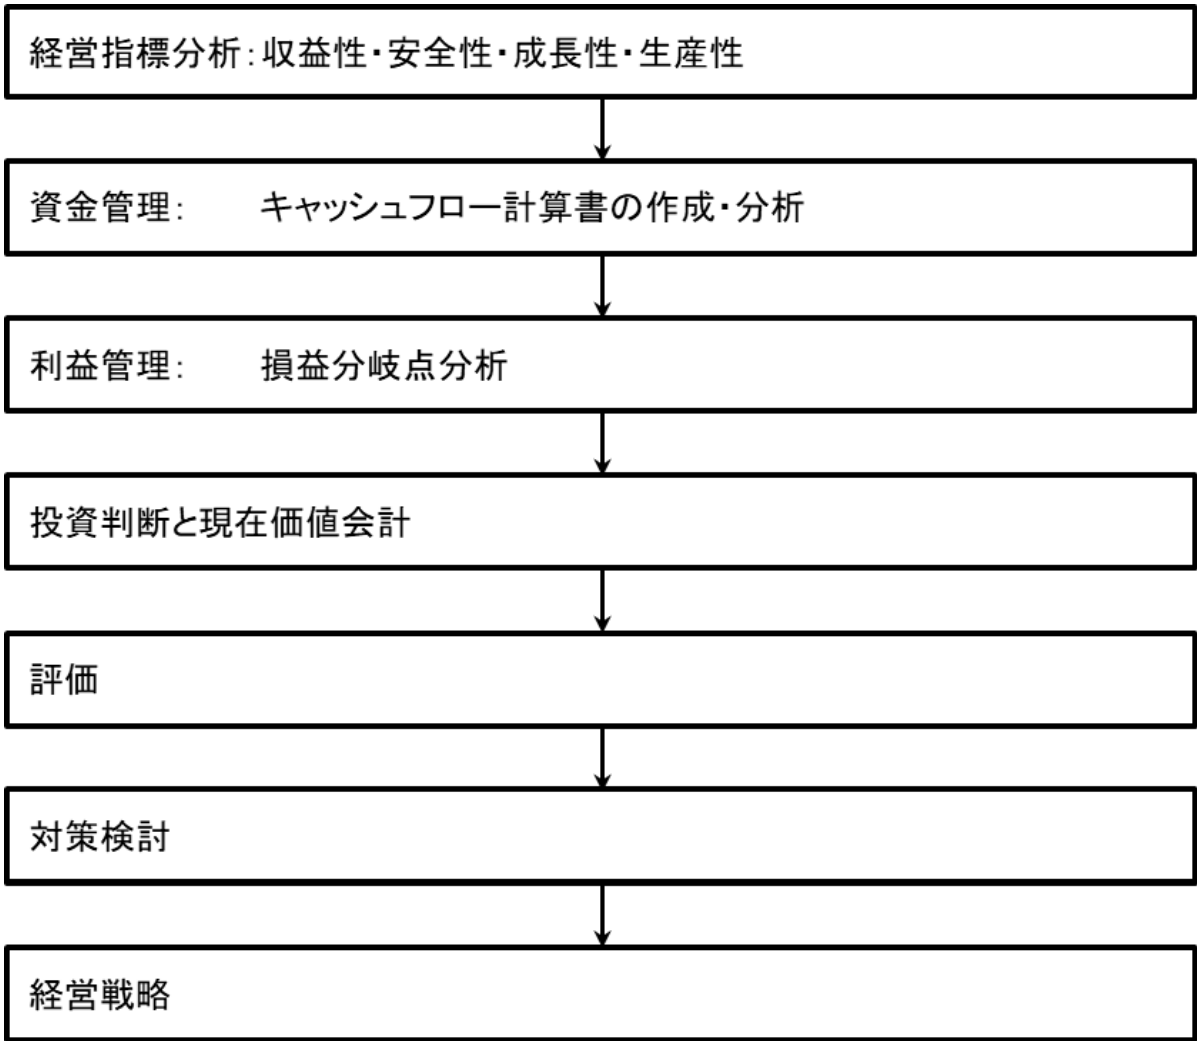 経営指標分析:収益性・安全性・成長性・生産性
資金管理: キャッシュフロー計算書の作成・分析
利益管理: 損益分岐点分析
投資判断と現在価値会計
評価
対策検討
経営戦略